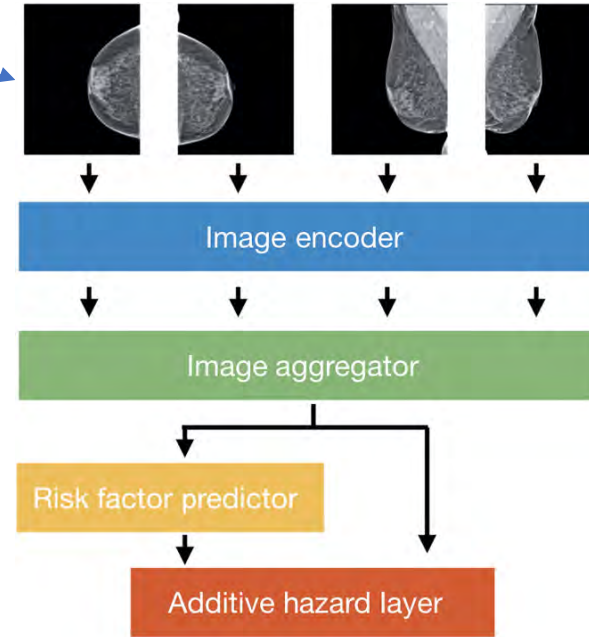 Image encoder
Image aggregator
Risk factor predictor
Additive hazard layer